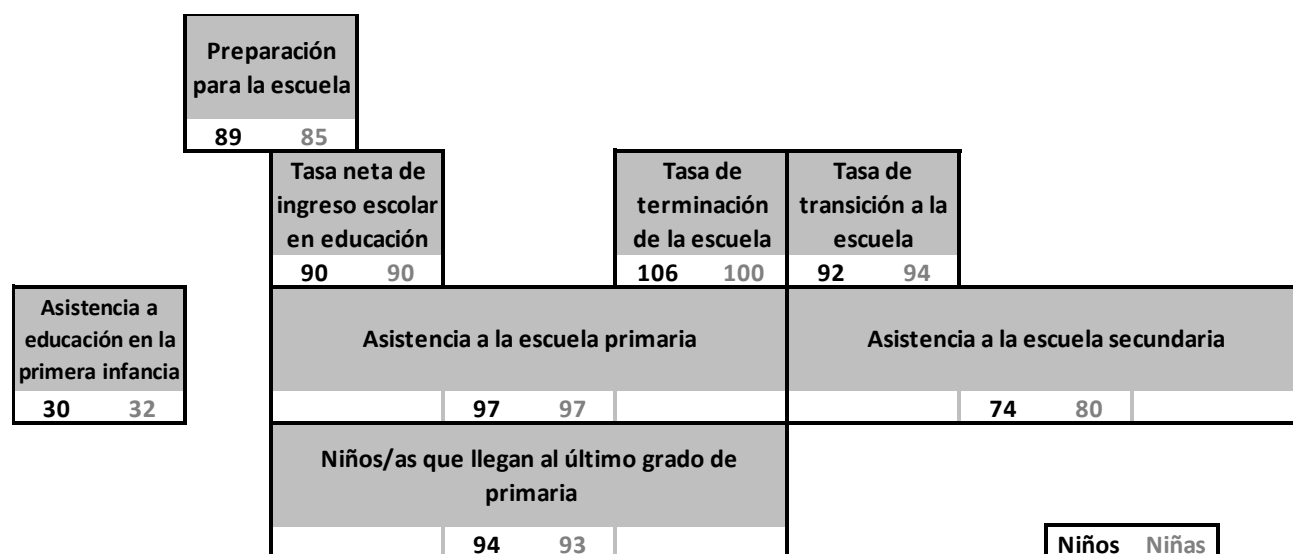 Preparación
para la escuela
89 85
Tasa neta de
ingreso escolar
en educación
90 90
Tasa de
terminación
de la escuela
106 100
Tasa de
transición a la
escuela
92 94
Asistencia a
educación en la
primera infancia
30 32
Asistencia a la escuela primaria
97 97
Asistencia a la escuela secundaria
74 80
Niños/as que llegan al último grado de
primaria
94 93
Niños Niñas